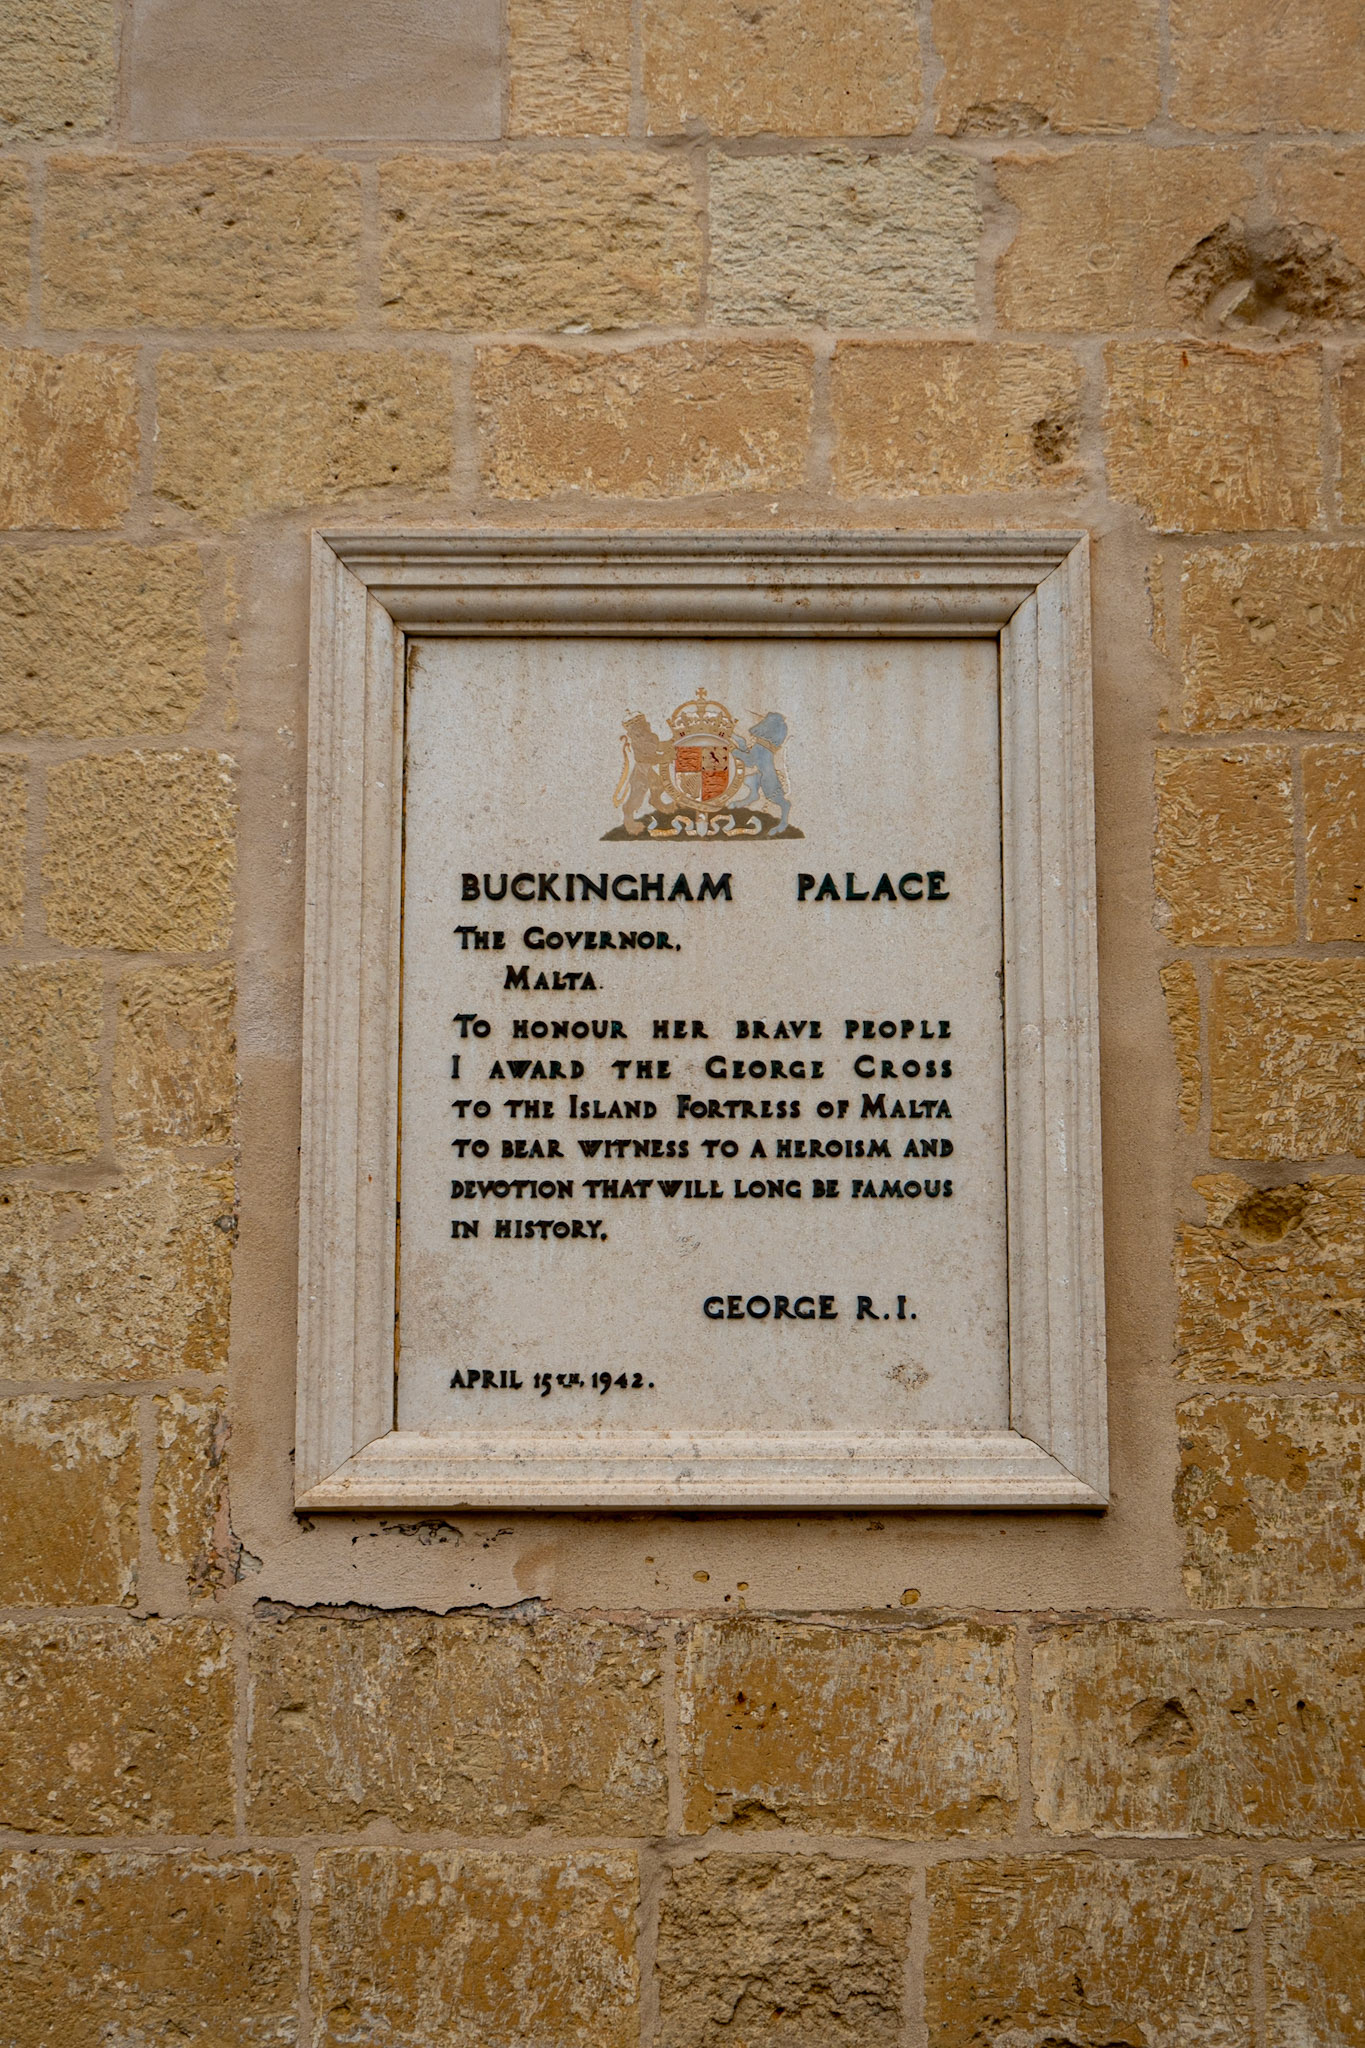 BUCKINGHAM PALACE
THE GOVERNOR,
MALTA.
TO HONOUR HER BRAVE PEOPLE
I AWARD THE GEORGE CROSS
TO THE ISLAND FORTRESS OF MALTA
TO BEAR WITNESS TO A HEROISM AND
DEVOTION THAT WILL LONG BE FAMOUS
IN HISTORY.
GEORGE R.I.
APRIL 15TH, 1942.